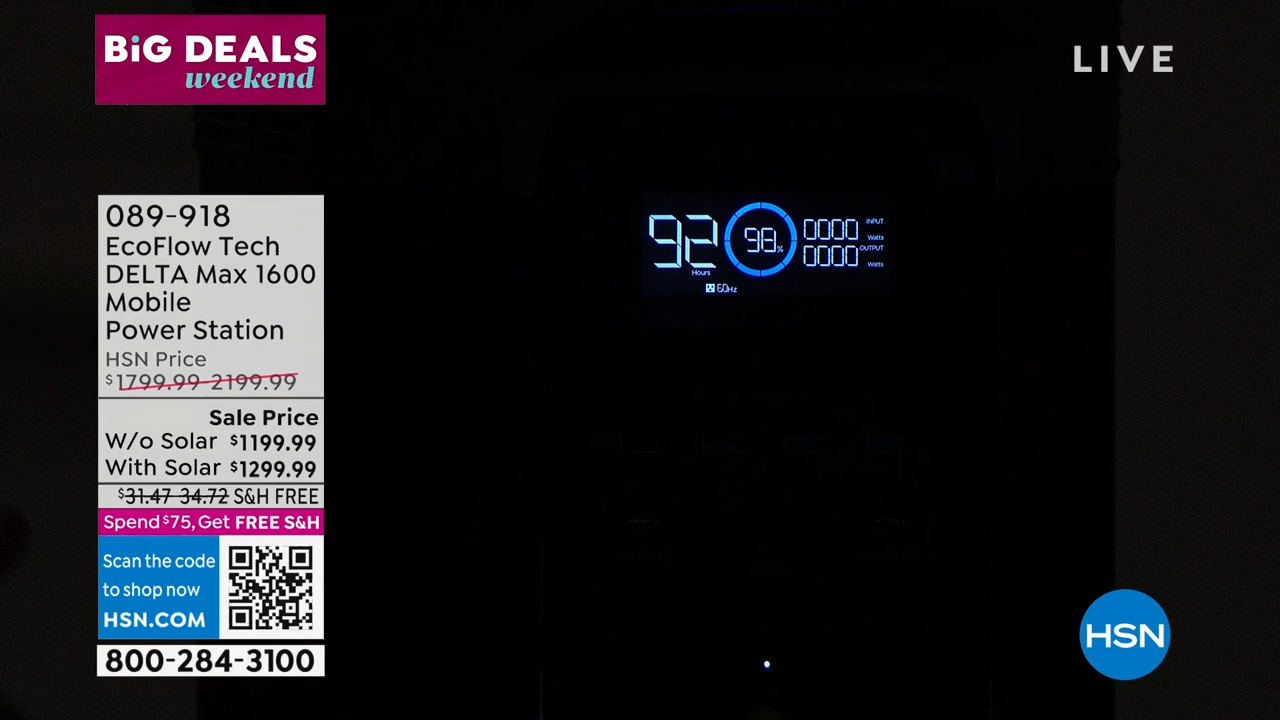 BiG DEALS
weekend
LIVE
089-918
EcoFlow Tech
DELTA Max 1600
Mobile
Power Station
HSN Price
$1799.99-2199.99
Sale Price
W/o Solar $1199.99
With Solar $1299.99
$31.47-34.72 S&H FREE
Spend $75, Get FREE S&H
Scan the code
to shop now
HSN.COM
800-284-3100
92
Hours
98%
0000 INPUT
Watts
0000 OUTPUT
Watts
60Hz
HSN